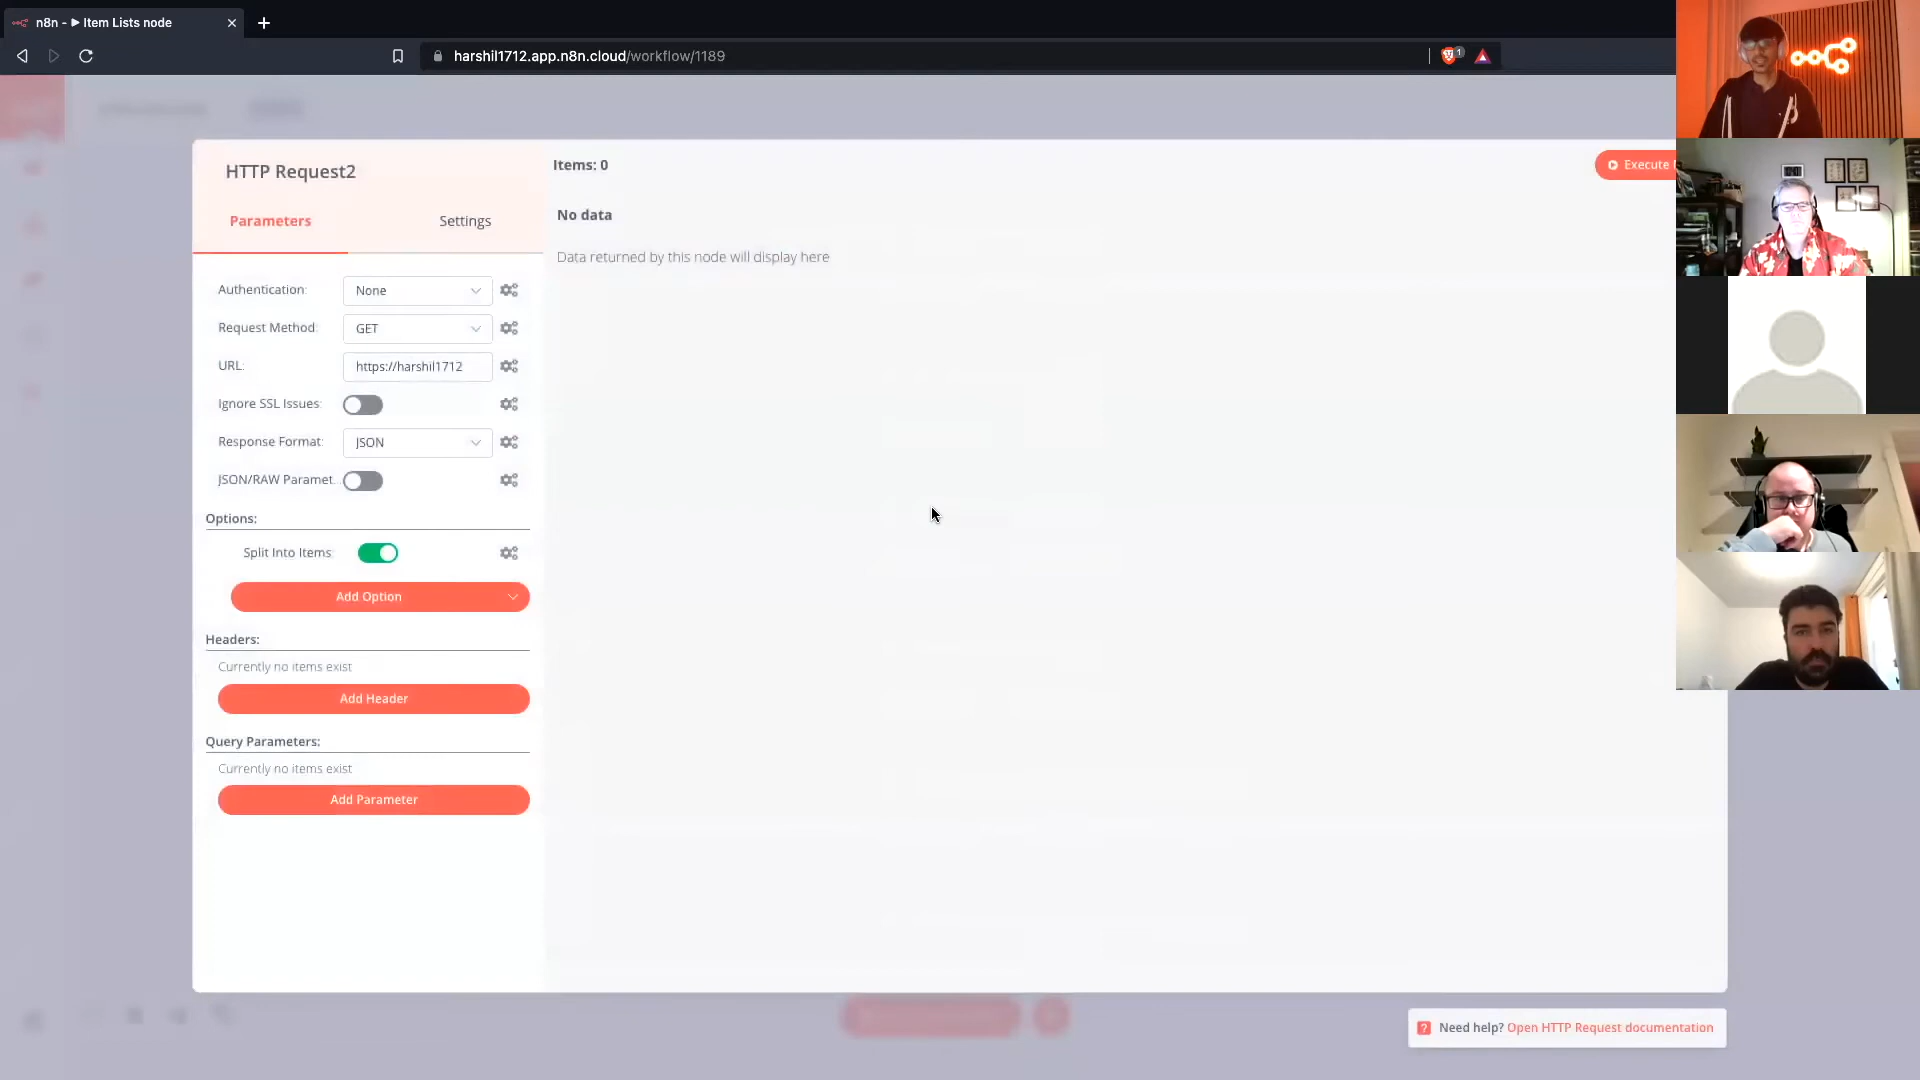 n8n - ▶ Item Lists node
harshil1712.app.n8n.cloud/workflow/1189
1
HTTP Request2
Parameters
Settings
Items: 0
Execute
No data
Data returned by this node will display here
Authentication:
None
Request Method:
GET
URL:
https://harshil1712
Ignore SSL Issues:
Response Format:
JSON
JSON/RAW Paramet...
Options:
Split Into Items:
Add Option
Headers:
Currently no items exist
Add Header
Query Parameters:
Currently no items exist
Add Parameter
? Need help? Open HTTP Request documentation